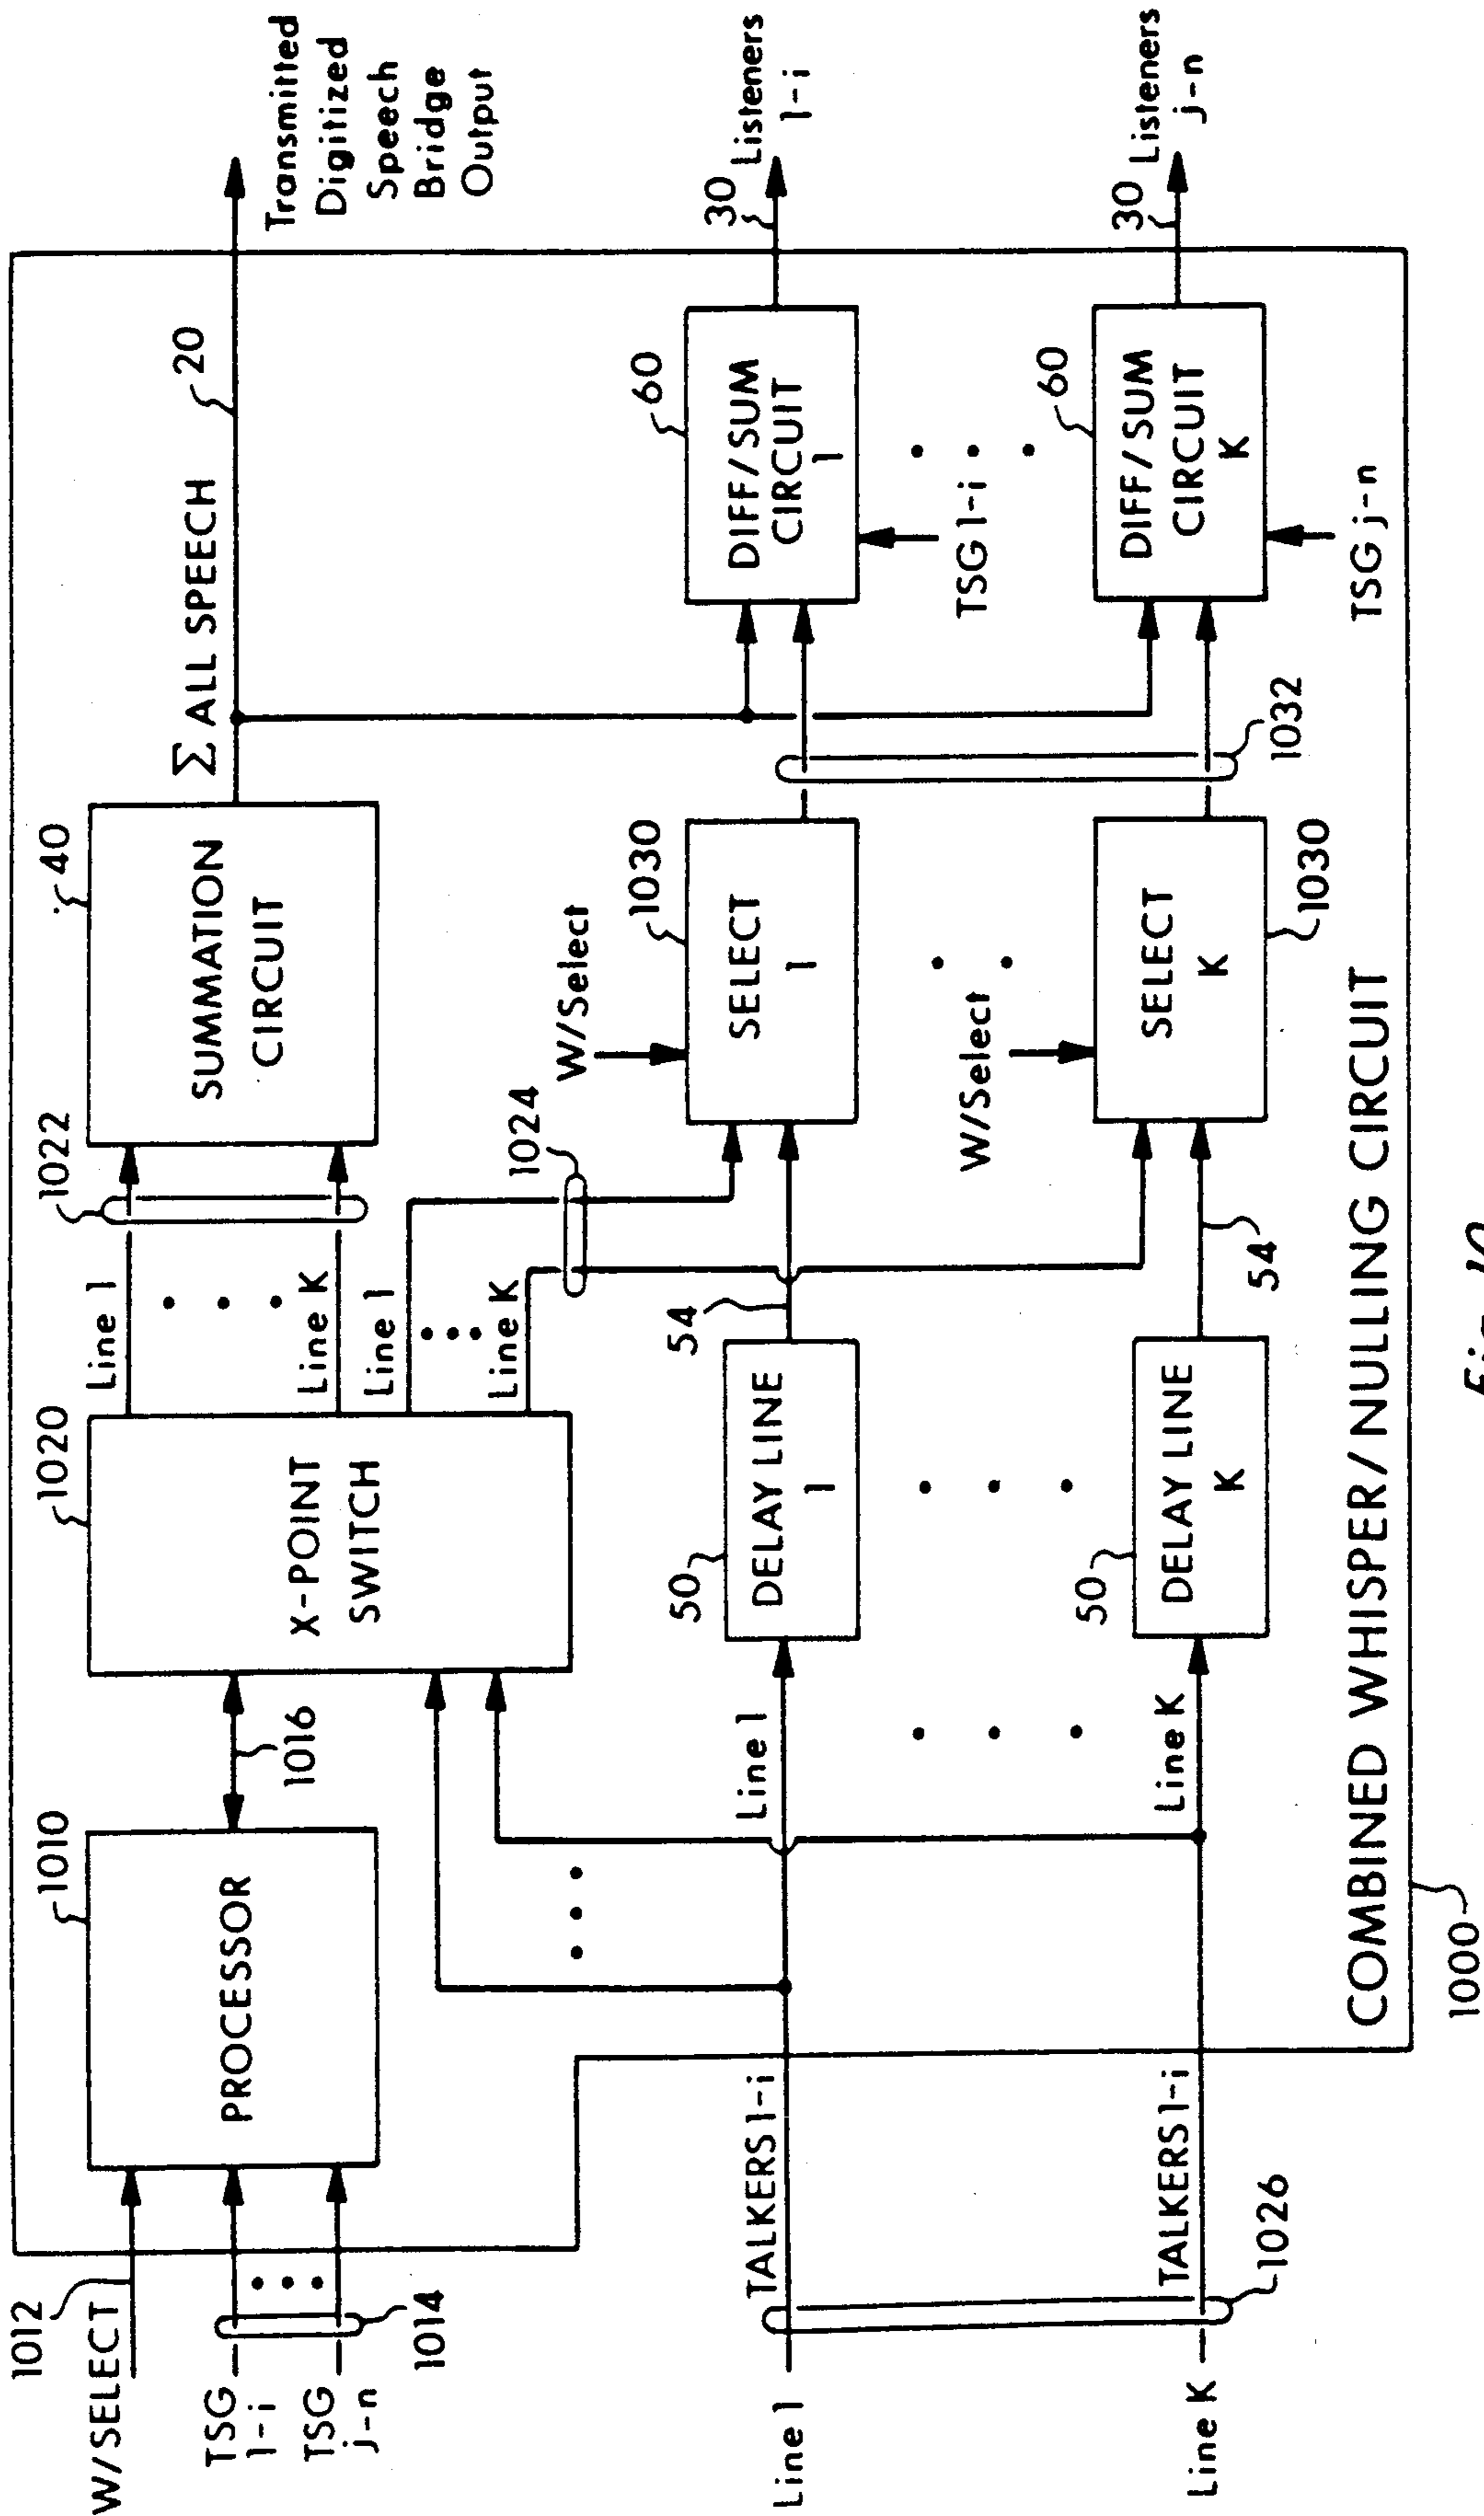 1012
W/SELECT
TSG
1-i
TSG
j-n
1014
1010
PROCESSOR
1016
1020
X-POINT
SWITCH
1022
Line 1
Line K
Line 1
Line K
1024
40
SUMMATION
CIRCUIT
Σ ALL SPEECH
20
Transmitted
Digitized
Speech
Bridge
Output
Line 1
TALKERS 1-i
Line 1
50
DELAY LINE
1
54
W/Select
1030
SELECT
1
60
DIFF/SUM
CIRCUIT
1
TSG 1-i
30
Listeners
1-i
Line K
TALKERS 1-i
1026
Line K
50
DELAY LINE
K
54
W/Select
SELECT
K
1030
1032
60
DIFF/SUM
CIRCUIT
K
TSG j-n
30
Listeners
j-n
COMBINED WHISPER/NULLING CIRCUIT
1000